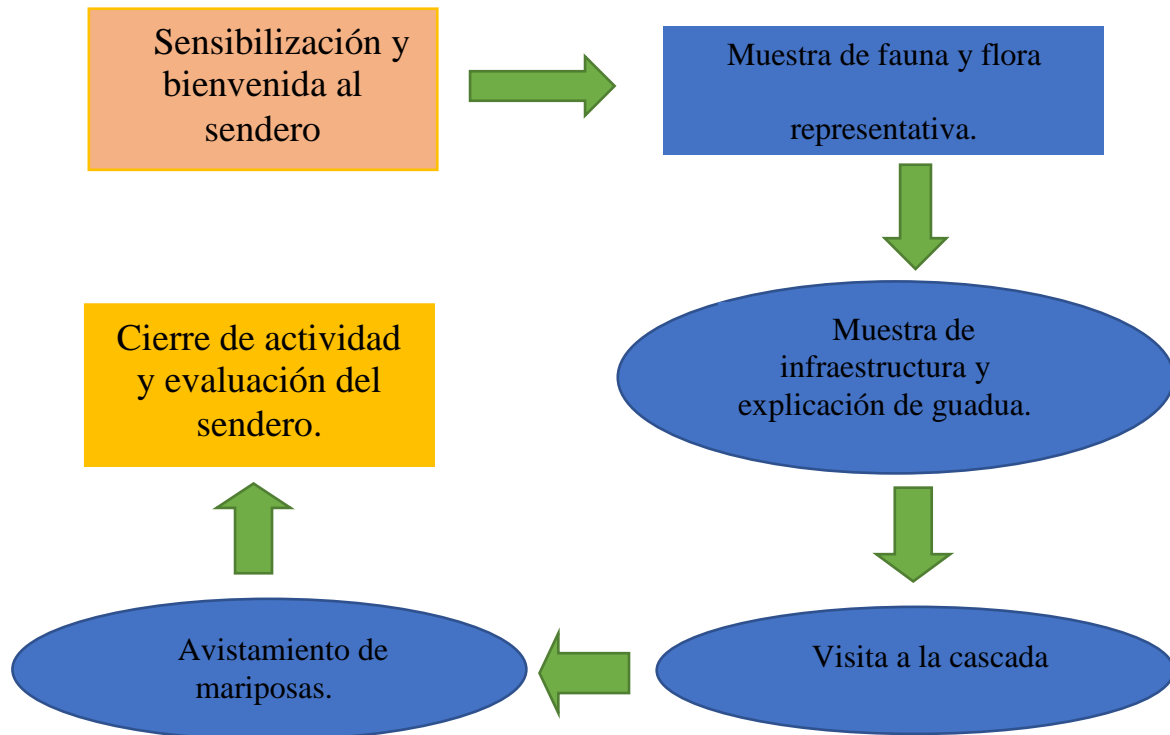 Sensibilización y
bienvenida al
sendero
Muestra de fauna y flora
representativa.
Muestra de
infraestructura y
explicación de guadua.
Visita a la cascada
Avistamiento de
mariposas.
Cierre de actividad
y evaluación del
sendero.